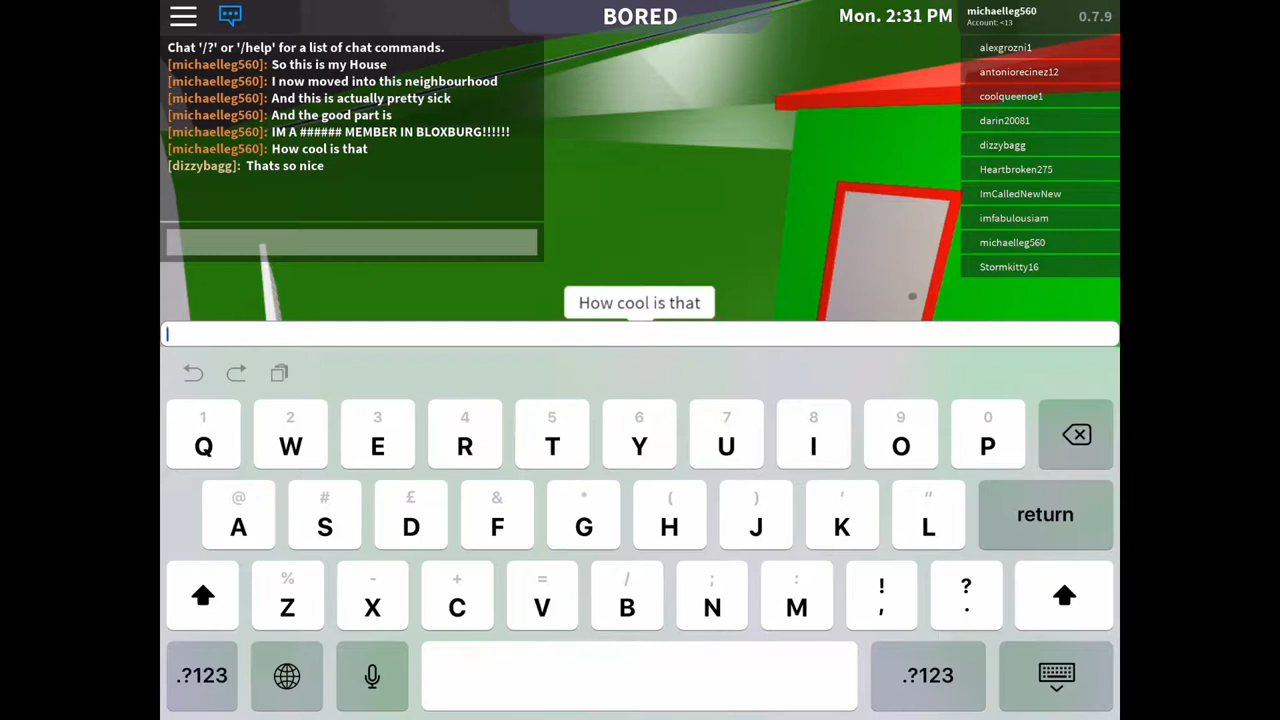 BORED
Mon. 2:31 PM
michaelleg560
Account: <13
0.7.9
Chat '/?' or '/help' for a list of chat commands.
[michaelleg560]: So this is my House
[michaelleg560]: I now moved into this neighbourhood
[michaelleg560]: And this is actually pretty sick
[michaelleg560]: And the good part is
[michaelleg560]: IM A ###### MEMBER IN BLOXBURG!!!!!!
[michaelleg560]: How cool is that
[dizzybagg]: Thats so nice
alexgrozni1
antoniorecinez12
coolqueenoe1
darin20081
dizzybagg
Heartbroken275
ImCalledNewNew
imfabulousiam
michaelleg560
Stormkitty16
How cool is that
1 2 3 4 5 6 7 8 9 0
Q W E R T Y U I O P
@ # £ & * ( ) ' "
A S D F G H J K L return
% - + = / ; : ! ?
Z X C V B N M , .
.?123 .?123